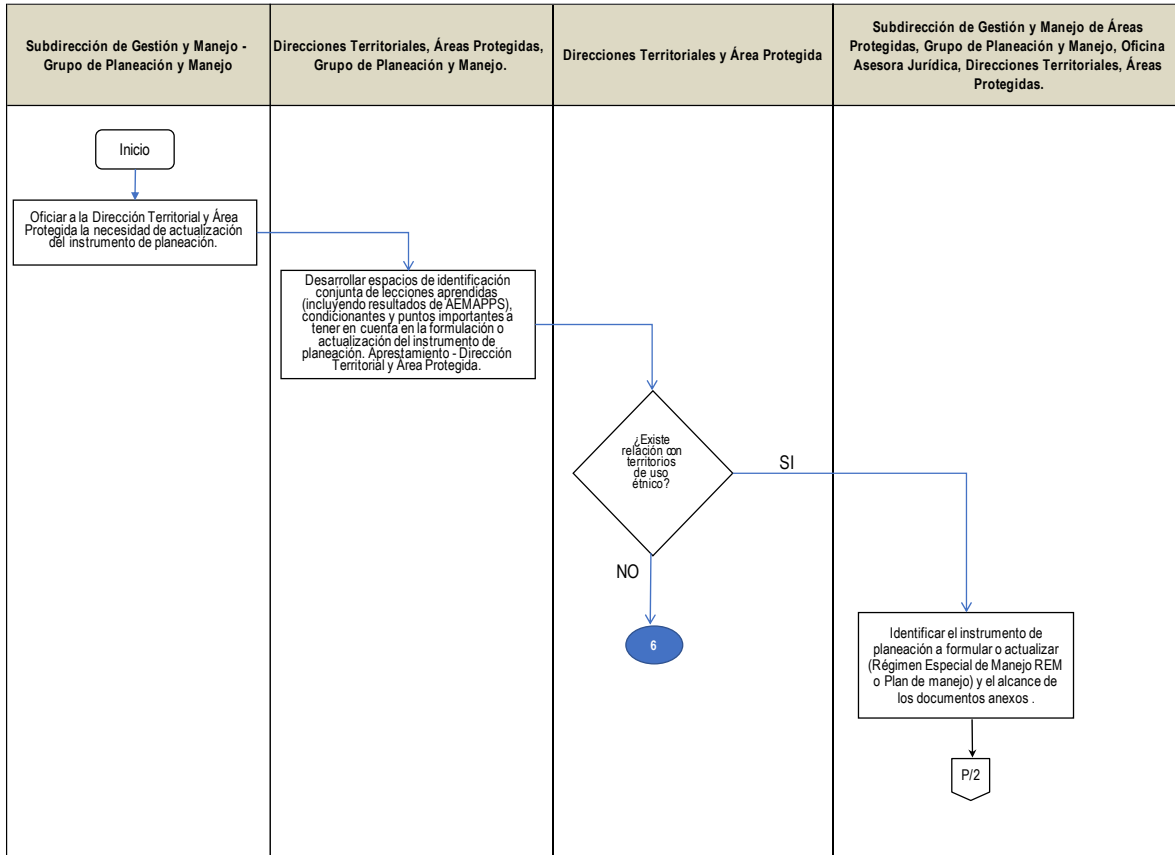 Subdirección de Gestión y Manejo -
Grupo de Planeación y Manejo
Direcciones Territoriales, Áreas Protegidas,
Grupo de Planeación y Manejo.
Direcciones Territoriales y Área Protegida
Subdirección de Gestión y Manejo de Áreas
Protegidas, Grupo de Planeación y Manejo, Oficina
Asesora Jurídica, Direcciones Territoriales, Áreas
Protegidas.
Inicio
Oficiar a la Dirección Territorial y Área
Protegida la necesidad de actualización
del instrumento de planeación.
Desarrollar espacios de identificación
conjunta de lecciones aprendidas
(incluyendo resultados de AEMAPPS),
condicionantes y puntos importantes a
tener en cuenta en la formulación o
actualización del instrumento de
planeación. Aprestamiento - Dirección
Territorial y Área Protegida.
¿Existe
relación con
territorios
de uso
étnico?
SI
NO
6
Identificar el instrumento de
planeación a formular o actualizar
(Régimen Especial de Manejo REM
o Plan de manejo) y el alcance de
los documentos anexos .
P/2